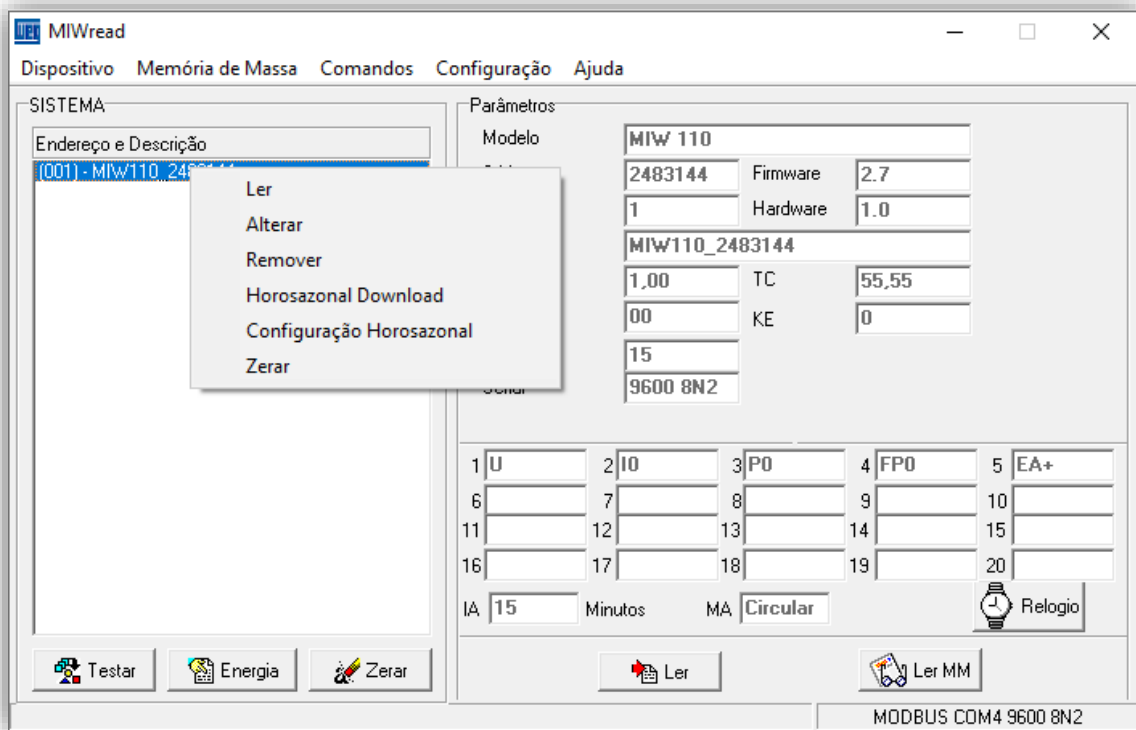 WEG MIWread
Dispositivo Memória de Massa Comandos Configuração Ajuda
SISTEMA
Endereço e Descrição
(001) - MIW110_2483144
Ler
Alterar
Remover
Horosazonal Download
Configuração Horosazonal
Zerar
Testar Energia Zerar
Parâmetros
Modelo MIW 110
2483144 Firmware 2.7
1 Hardware 1.0
MIW110_2483144
1,00 TC 55,55
00 KE 0
15
9600 8N2
1 U 2 I0 3 P0 4 FP0 5 EA+
6 7 8 9 10
11 12 13 14 15
16 17 18 19 20
IA 15 Minutos MA Circular Relogio
Ler Ler MM
MODBUS COM4 9600 8N2